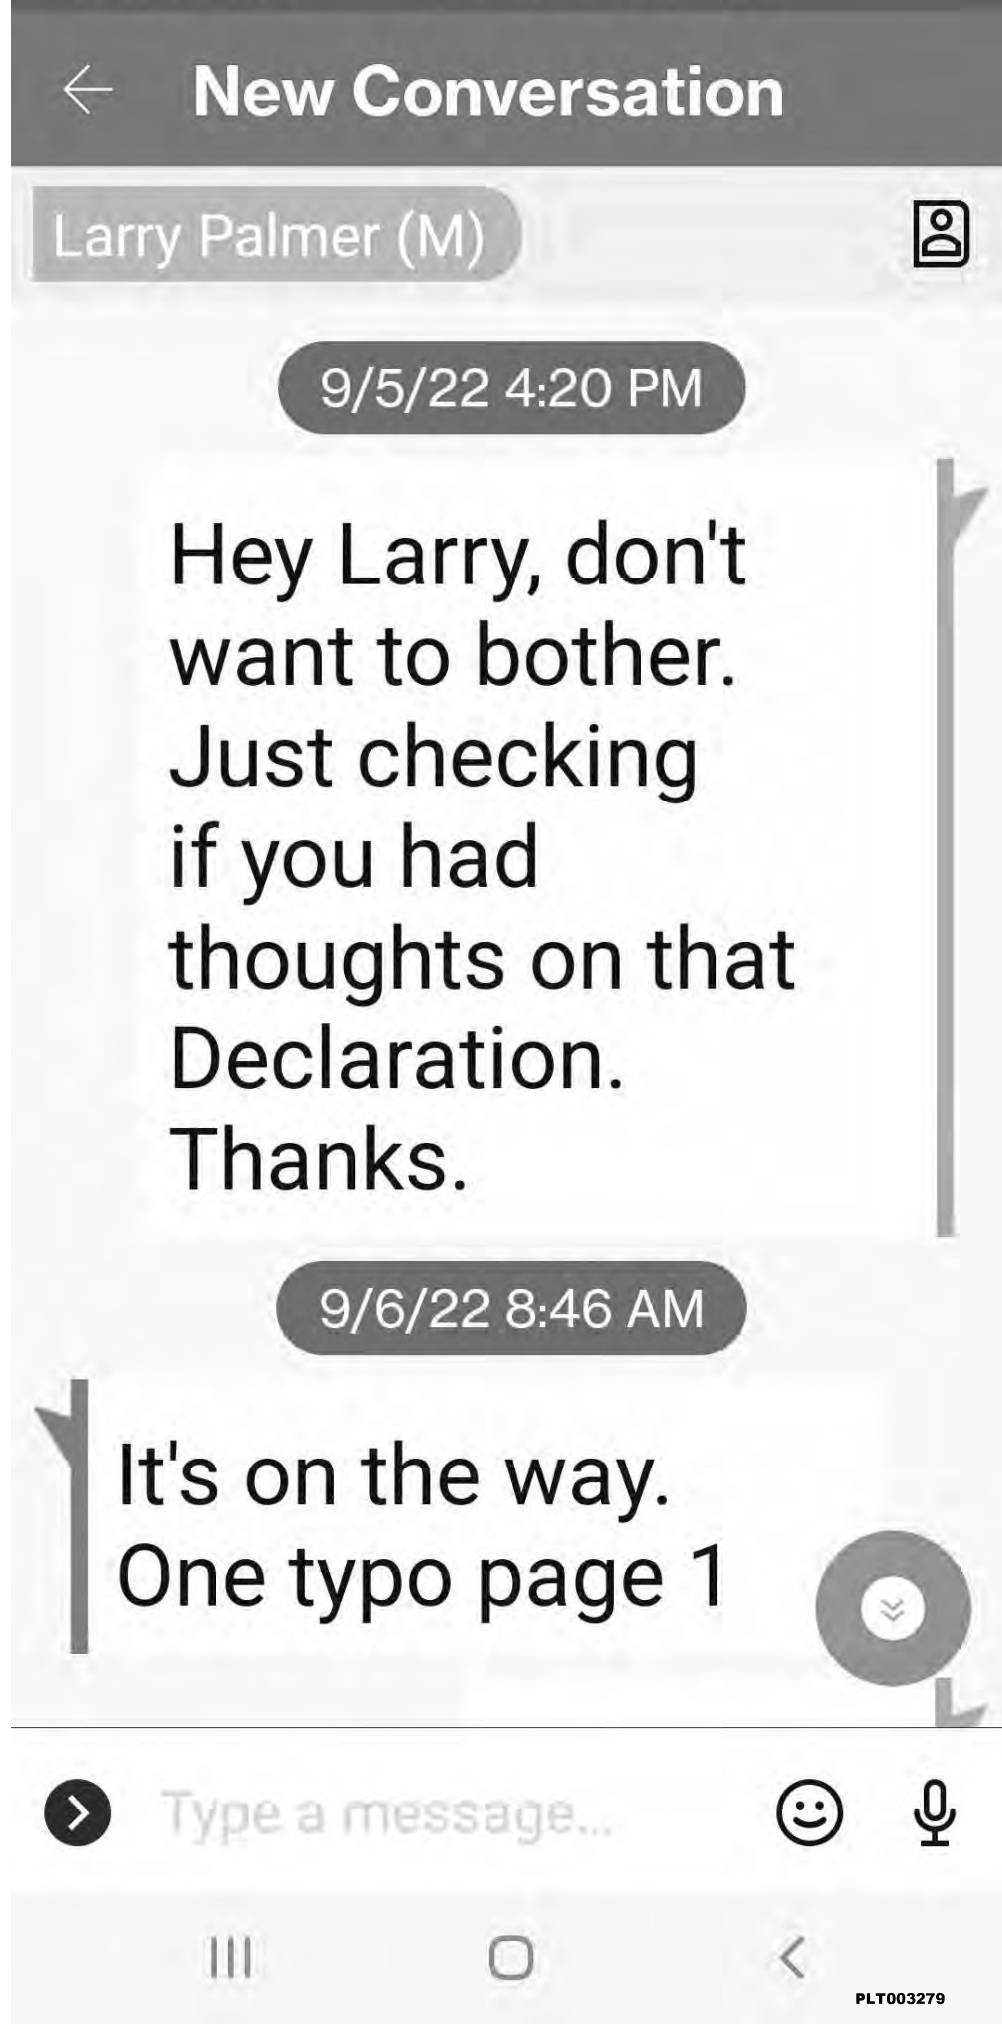 New Conversation
Larry Palmer (M)
9/5/22 4:20 PM
Hey Larry, don't
want to bother.
Just checking
if you had
thoughts on that
Declaration.
Thanks.
9/6/22 8:46 AM
It's on the way.
One typo page 1
Type a message...
PLT003279